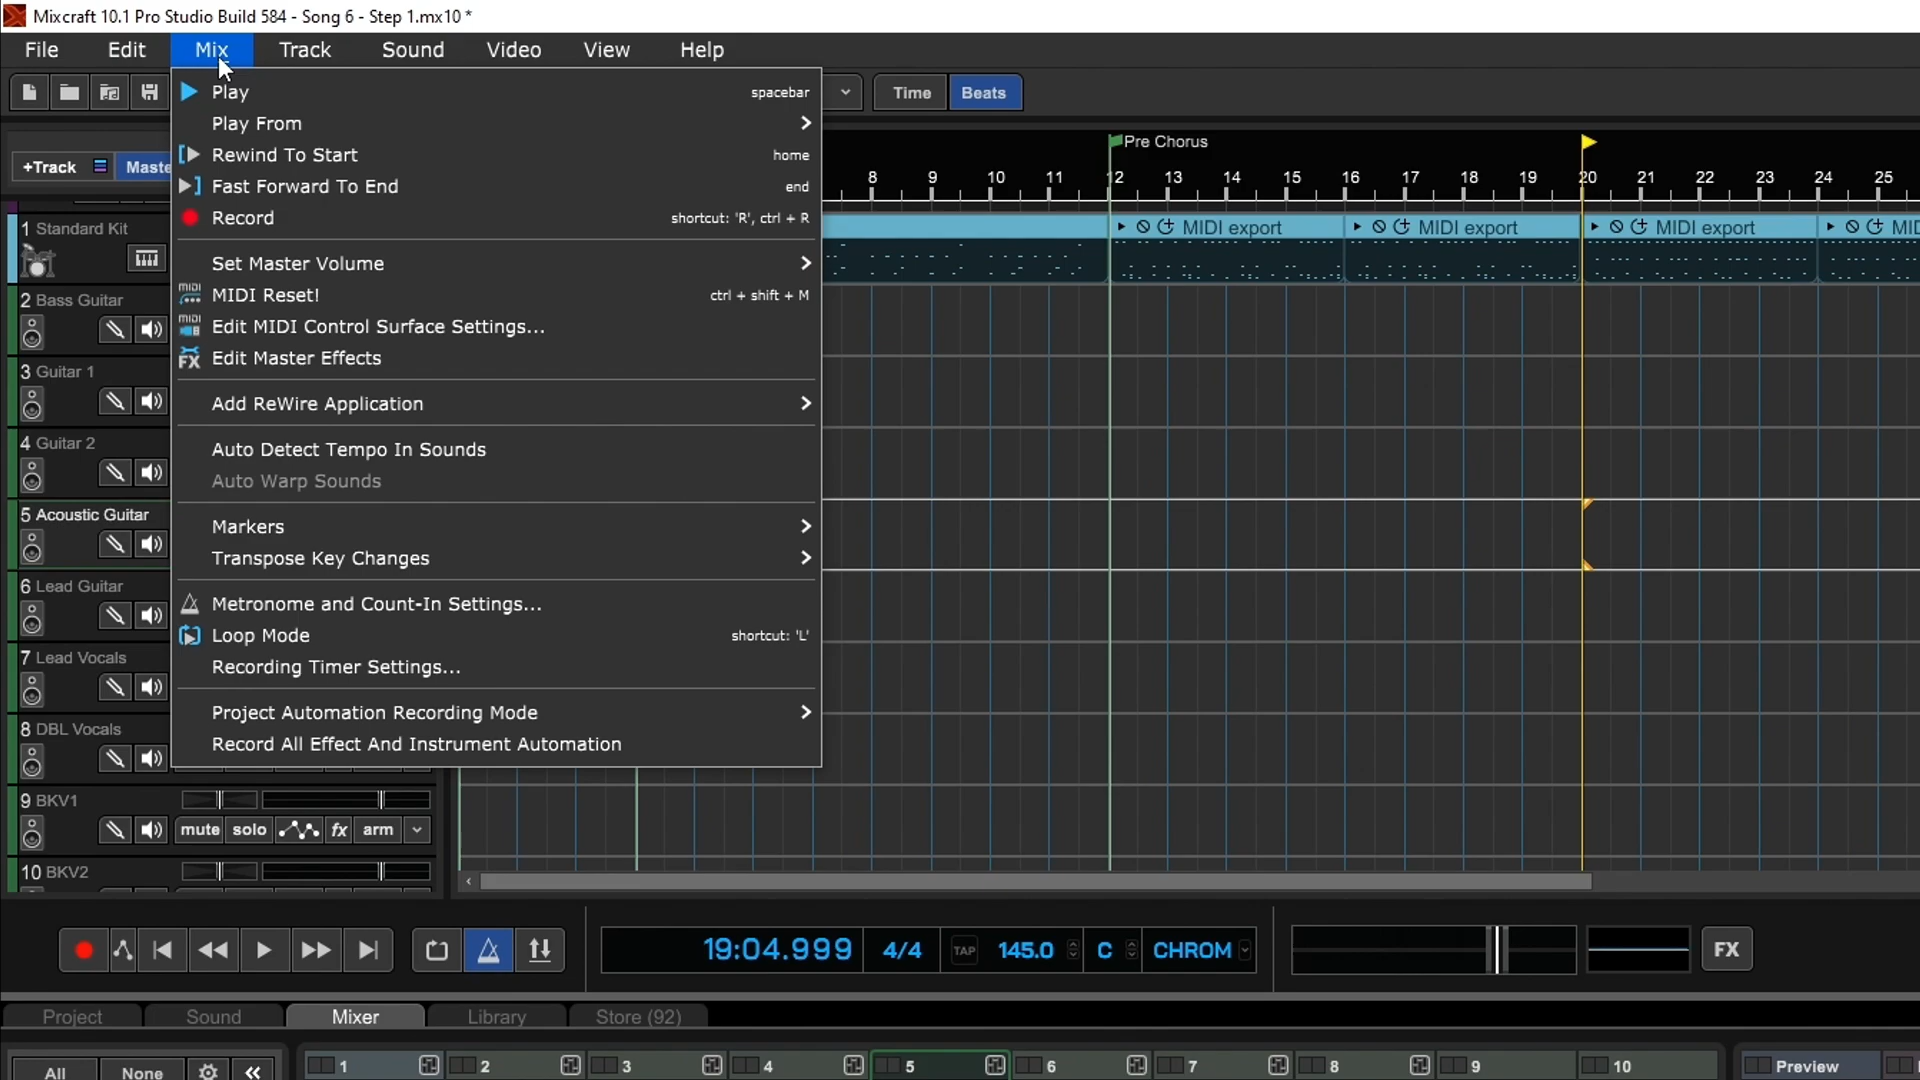 Mixcraft 10.1 Pro Studio Build 584 - Song 6 - Step 1.mx10 *
File Edit Mix Track Sound Video View Help
Play spacebar
Time Beats
Play From
Pre Chorus
Rewind To Start home
+Track Maste
Fast Forward To End end
8 9 10 11 12 13 14 15 16 17 18 19 20 21 22 23 24 25
Record shortcut: 'R', ctrl + R
1 Standard Kit
MIDI export MIDI export MIDI export MID
Set Master Volume
MIDI Reset! ctrl + shift + M
2 Bass Guitar
Edit MIDI Control Surface Settings...
FX Edit Master Effects
3 Guitar 1
Add ReWire Application
4 Guitar 2
Auto Detect Tempo In Sounds
Auto Warp Sounds
5 Acoustic Guitar
Markers
Transpose Key Changes
6 Lead Guitar
Metronome and Count-In Settings...
Loop Mode shortcut: 'L'
7 Lead Vocals
Recording Timer Settings...
Project Automation Recording Mode
8 DBL Vocals
Record All Effect And Instrument Automation
9 BKV1
mute solo fx arm
10 BKV2
19:04.999 4/4 TAP 145.0 C CHROM FX
Project Sound Mixer Library Store (92)
All None 1 2 3 4 5 6 7 8 9 10 Preview